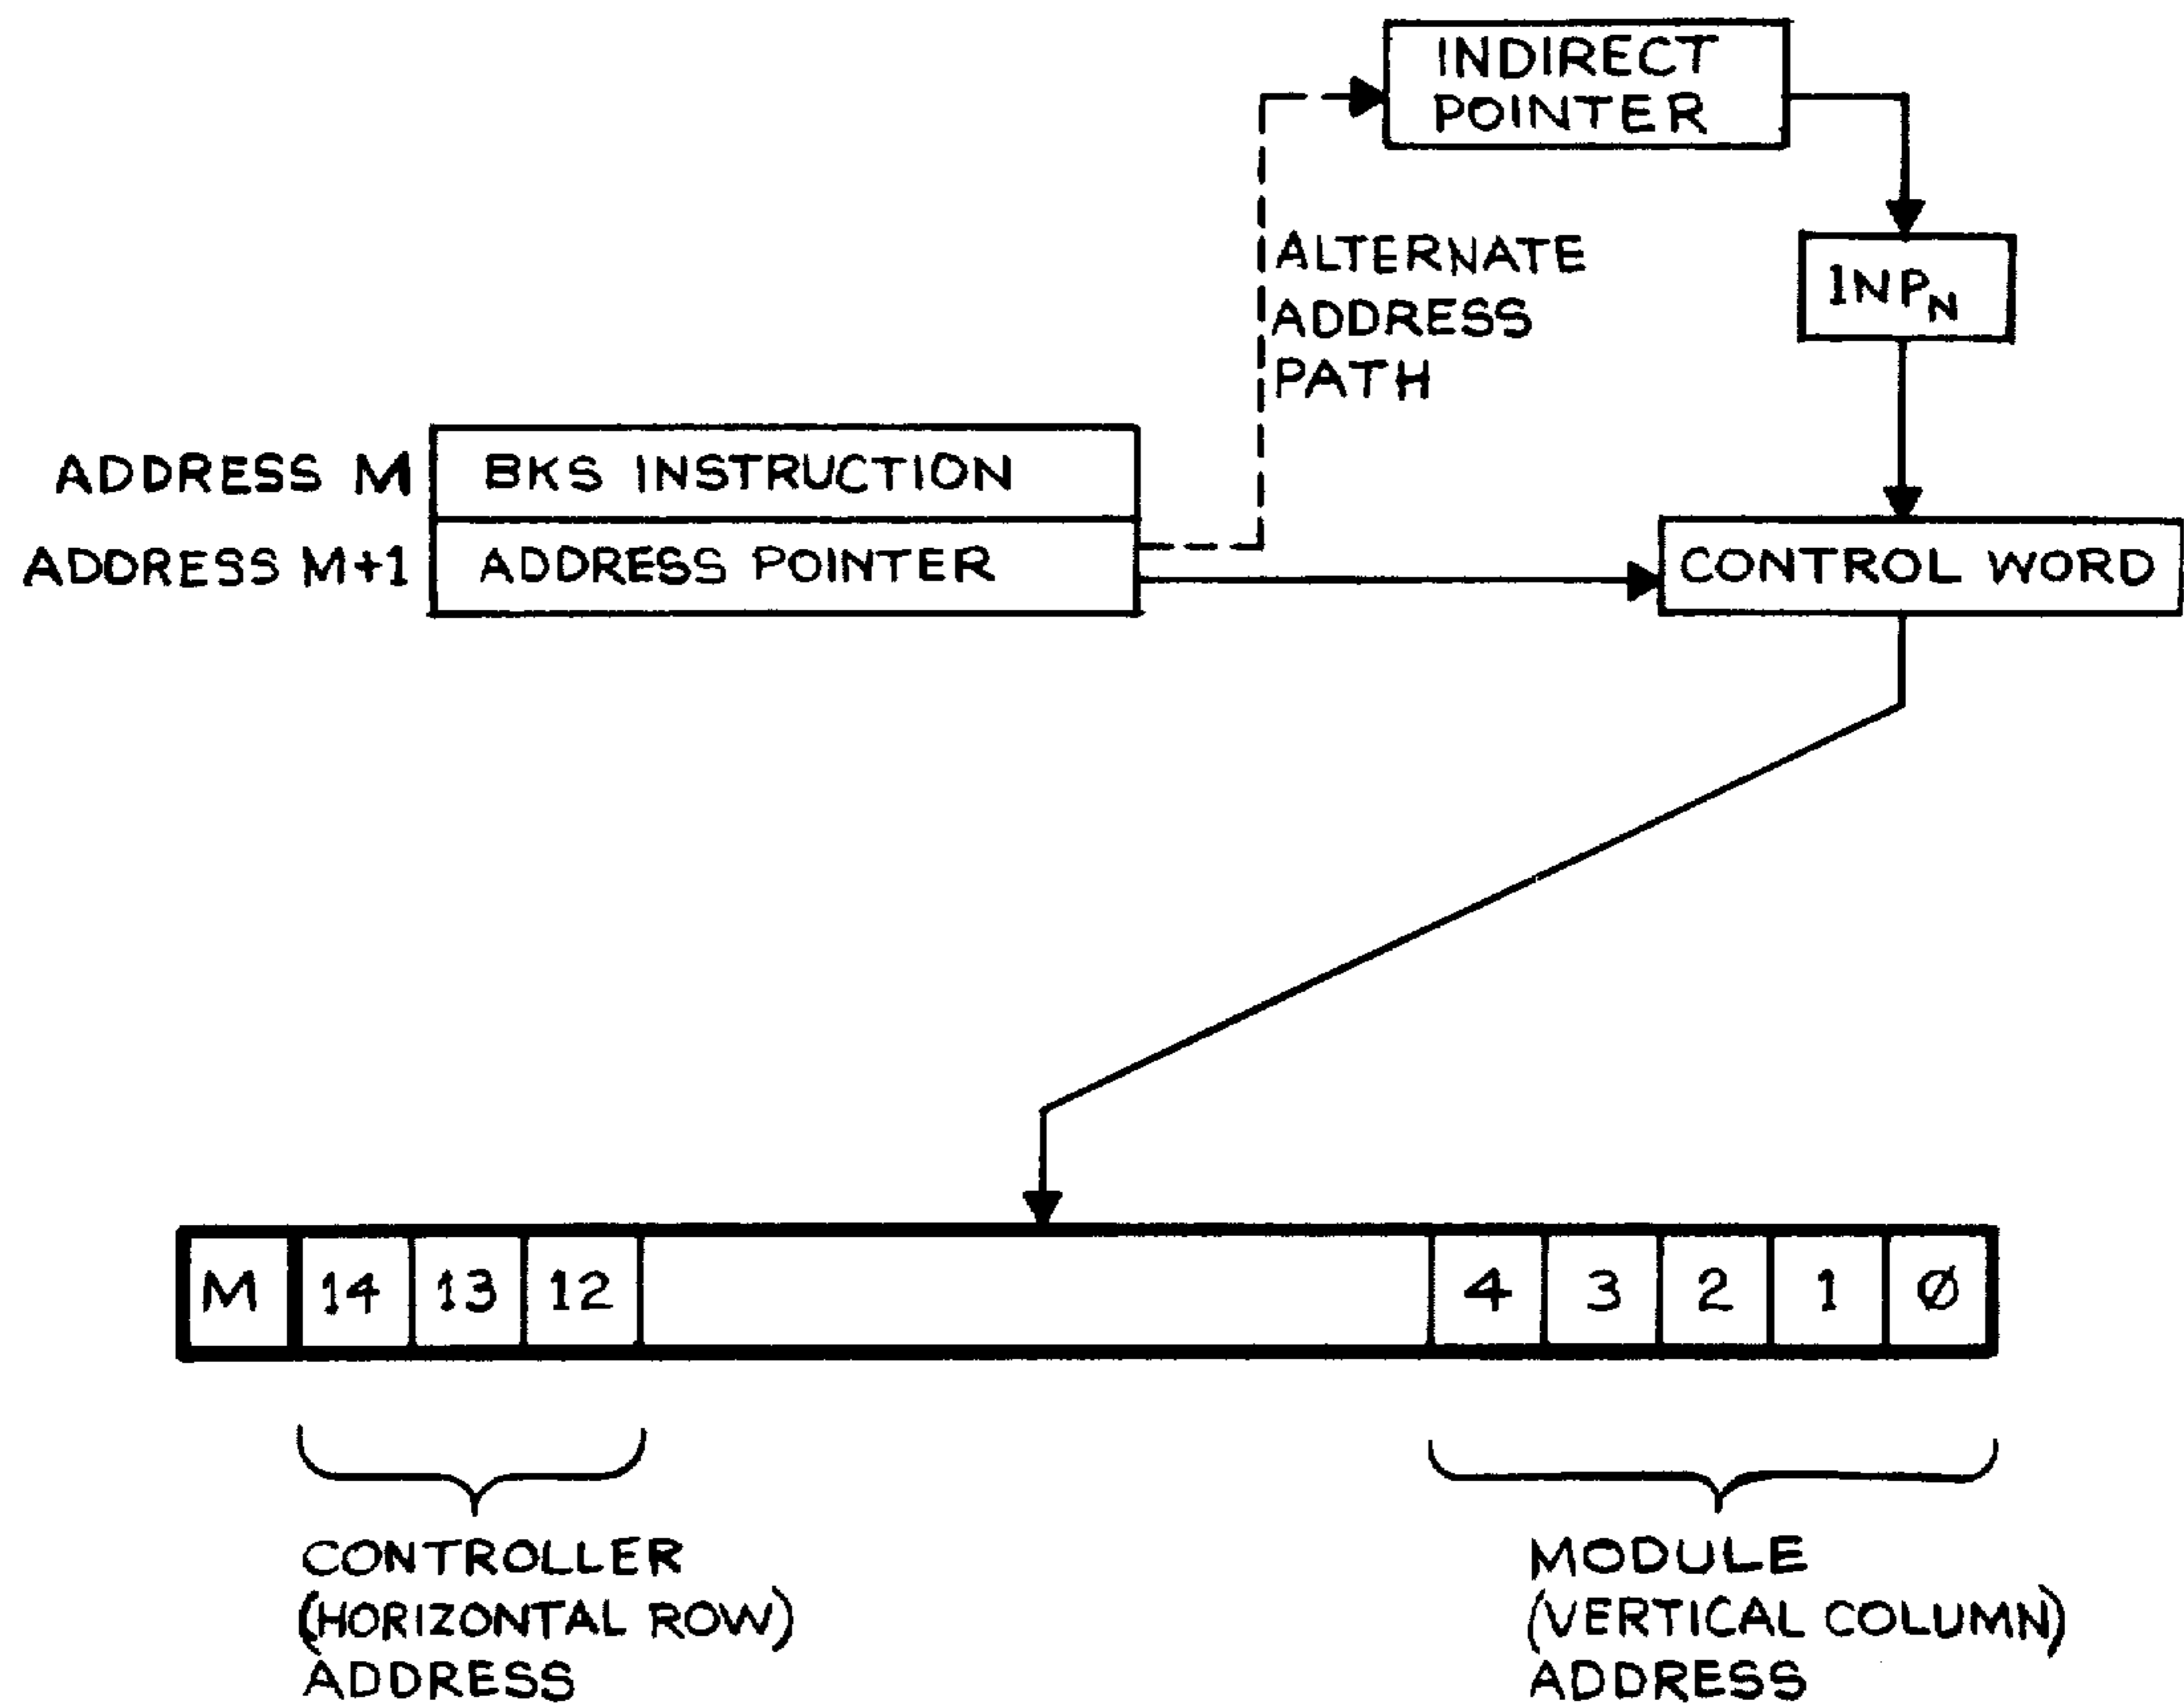 INDIRECT
POINTER
ALTERNATE
ADDRESS
PATH
INP_N
ADDRESS M BKS INSTRUCTION
ADDRESS M+1 ADDRESS POINTER
CONTROL WORD
M 14 13 12 4 3 2 1 Ø
CONTROLLER
(HORIZONTAL ROW)
ADDRESS
MODULE
(VERTICAL COLUMN)
ADDRESS